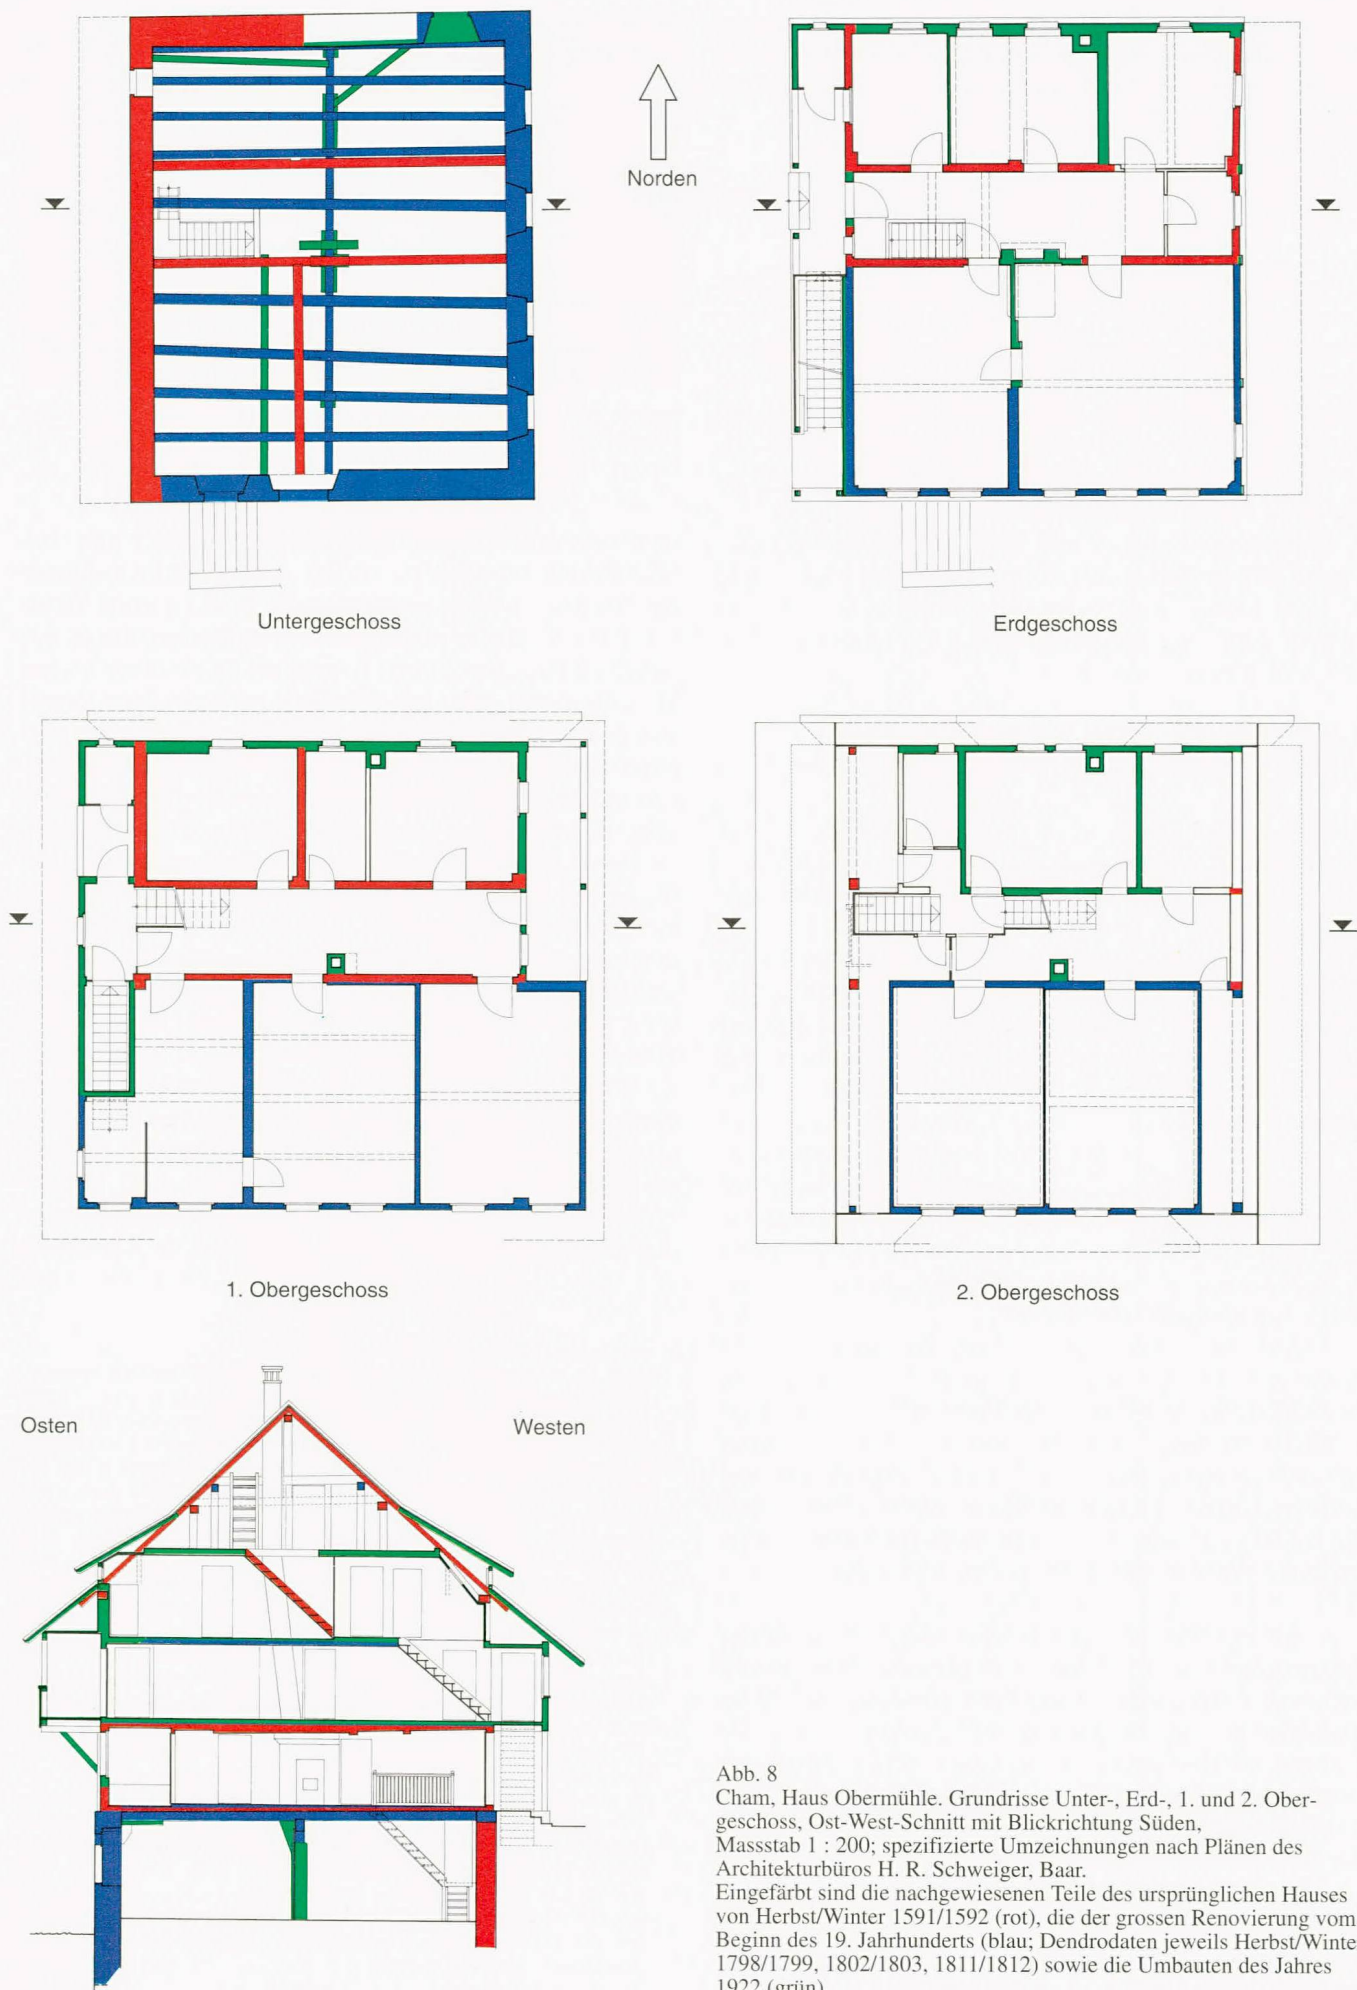 Norden
Untergeschoss
Erdgeschoss
1. Obergeschoss
2. Obergeschoss
Osten
Westen
Abb. 8
Cham, Haus Obermühle. Grundrisse Unter-, Erd-, 1. und 2. Ober-
geschoss, Ost-West-Schnitt mit Blickrichtung Süden,
Massstab 1 : 200; spezifizierte Umzeichnungen nach Plänen des
Architekturbüros H. R. Schweiger, Baar.
Eingefärbt sind die nachgewiesenen Teile des ursprünglichen Hauses
von Herbst/Winter 1591/1592 (rot), die der grossen Renovierung vom
Beginn des 19. Jahrhunderts (blau; Dendrodaten jeweils Herbst/Winte
1798/1799, 1802/1803, 1811/1812) sowie die Umbauten des Jahres
1922 (grün)